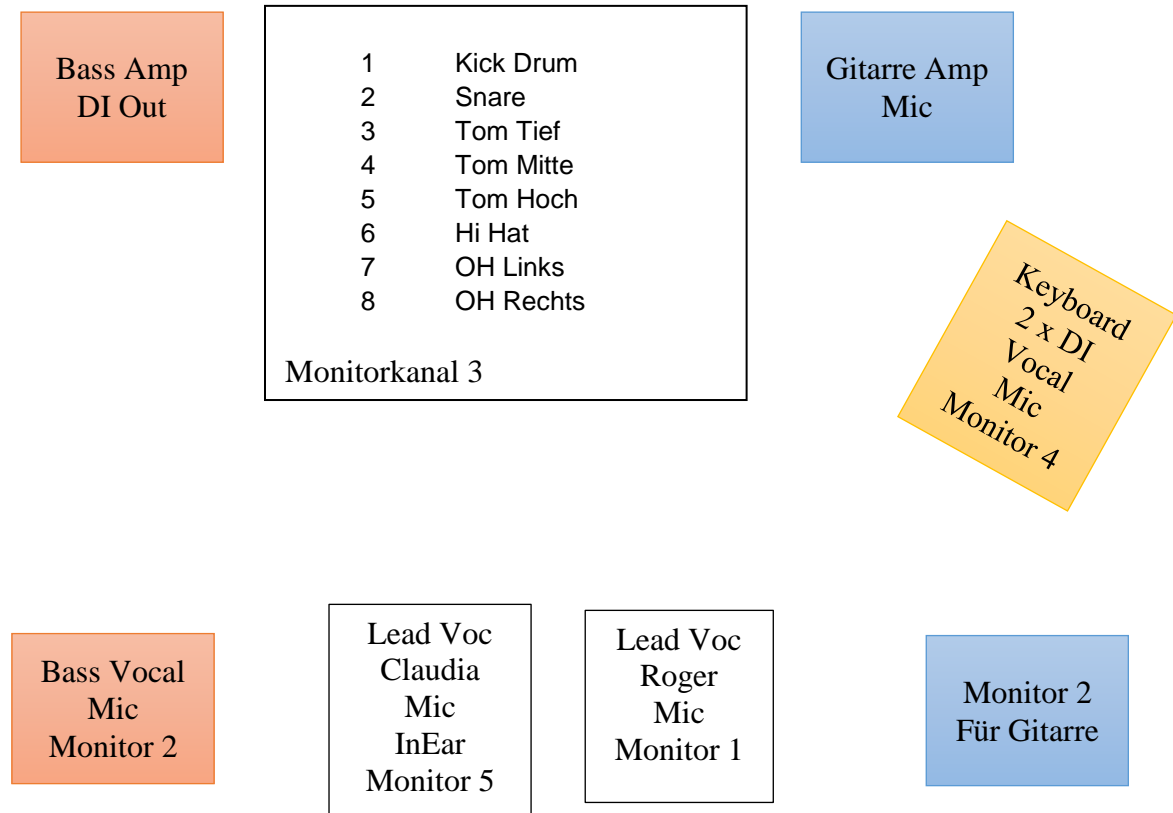 Bass Amp
DI Out
1 Kick Drum
2 Snare
3 Tom Tief
4 Tom Mitte
5 Tom Hoch
6 Hi Hat
7 OH Links
8 OH Rechts
Monitorkanal 3
Gitarre Amp
Mic
Keyboard
2 x DI
Vocal
Mic
Monitor 4
Bass Vocal
Mic
Monitor 2
Lead Voc
Claudia
Mic
InEar
Monitor 5
Lead Voc
Roger
Mic
Monitor 1
Monitor 2
Für Gitarre